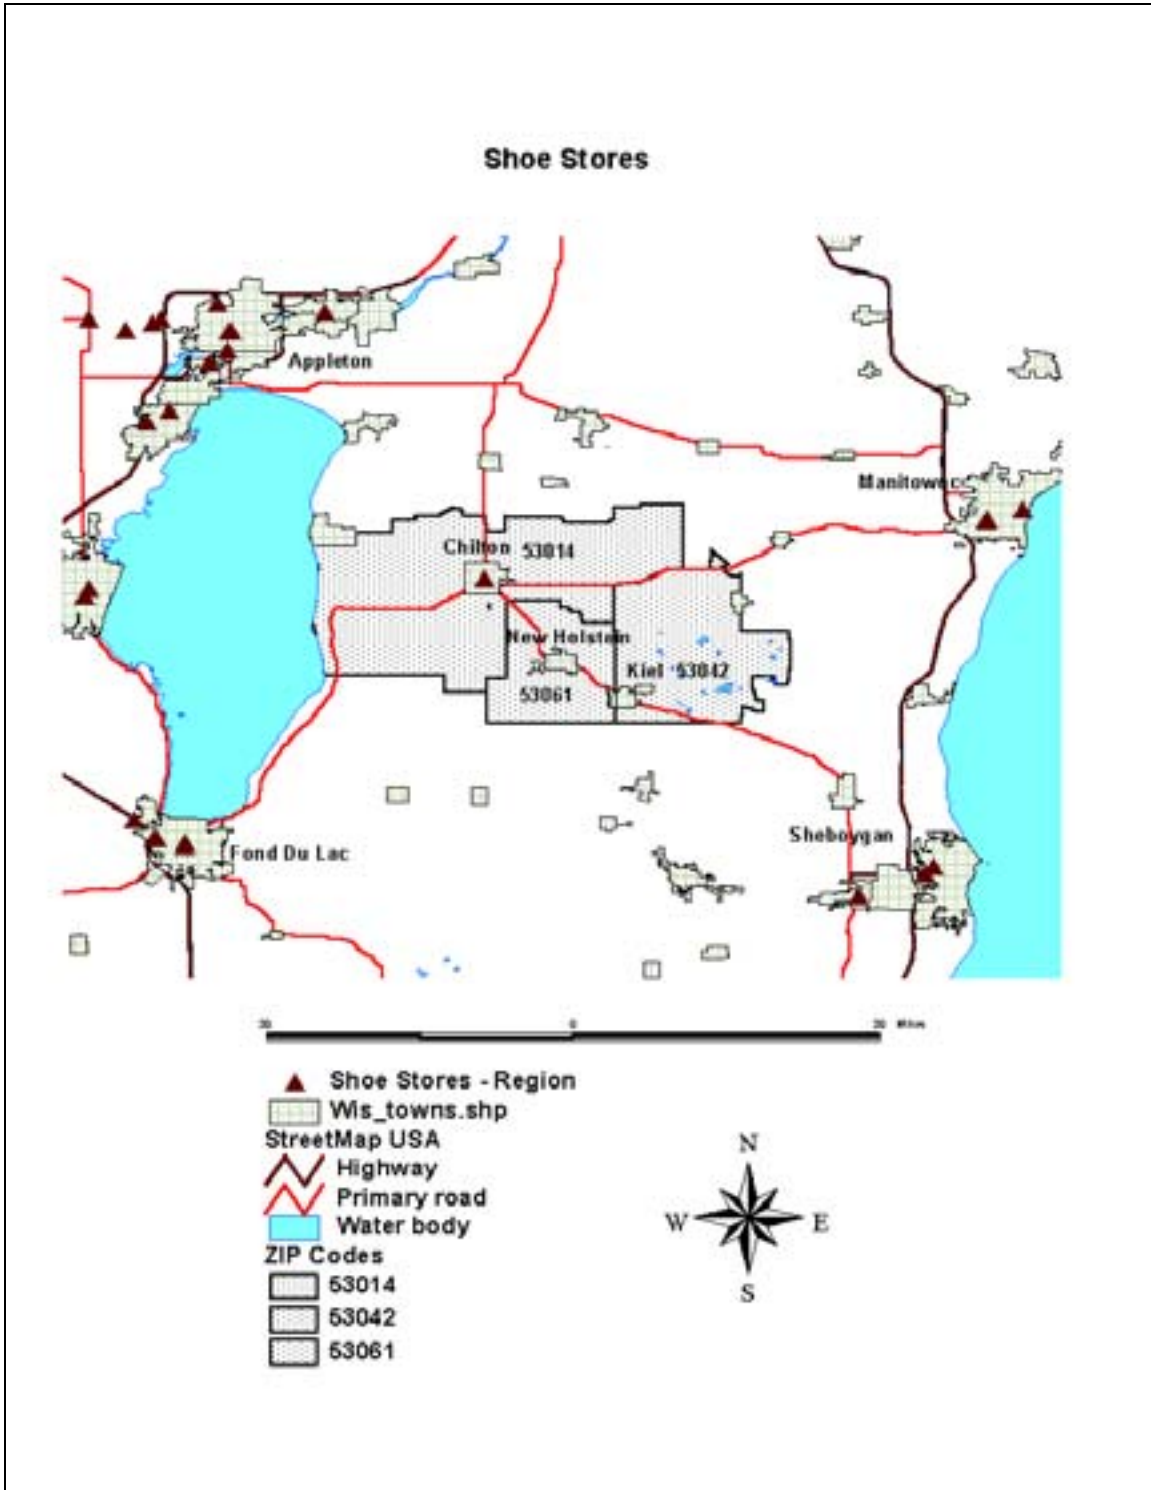 Shoe Stores
Appleton
Manitowoc
Chilton 53014
New Holstein
Kiel 53042
53061
Sheboygan
Fond Du Lac
0
Miles
Shoe Stores - Region
Wis_towns.shp
StreetMap USA
Highway
Primary road
Water body
ZIP Codes
53014
53042
53061
N
W E
S